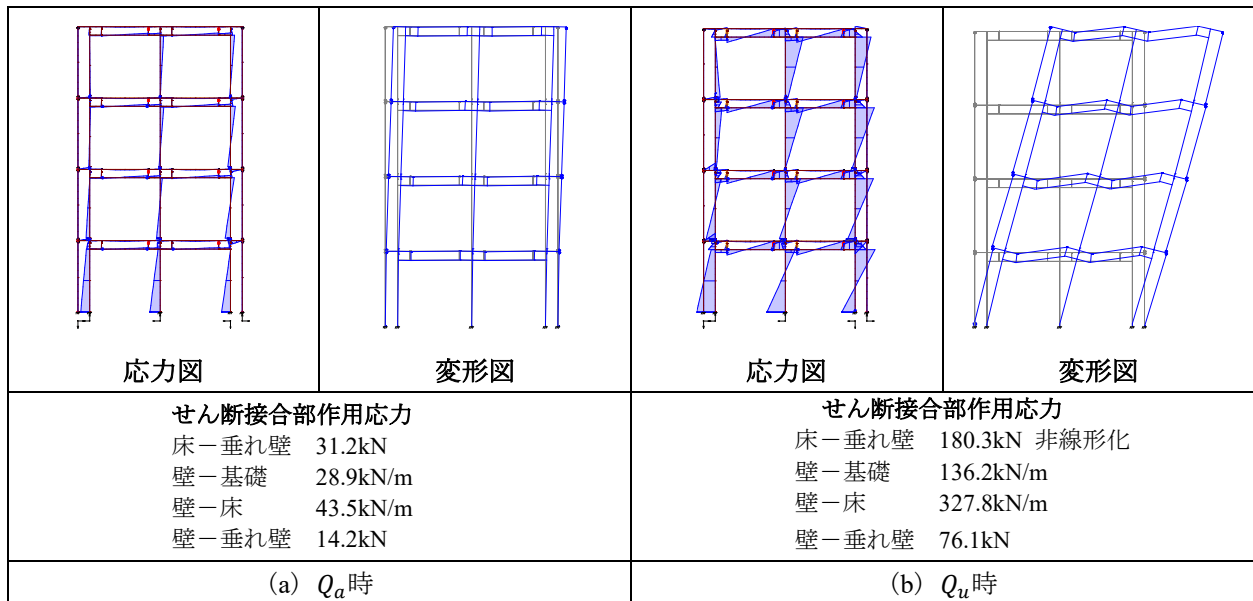 応力図
変形図
応力図
変形図
せん断接合部作用応力
床－垂れ壁 31.2kN
壁－基礎 28.9kN/m
壁－床 43.5kN/m
壁－垂れ壁 14.2kN
せん断接合部作用応力
床－垂れ壁 180.3kN 非線形化
壁－基礎 136.2kN/m
壁－床 327.8kN/m
壁－垂れ壁 76.1kN
(a) Qa時
(b) Qu時